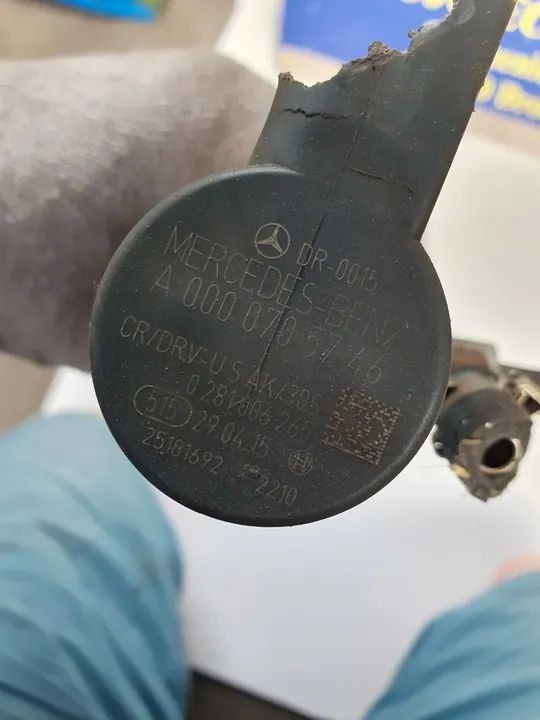 DR-0015
MERCEDES-BENZ
A 000 070 57 46
CR/DRV-U S AK/30S
0 281 006 265
515 29.04.15
25181692 2210